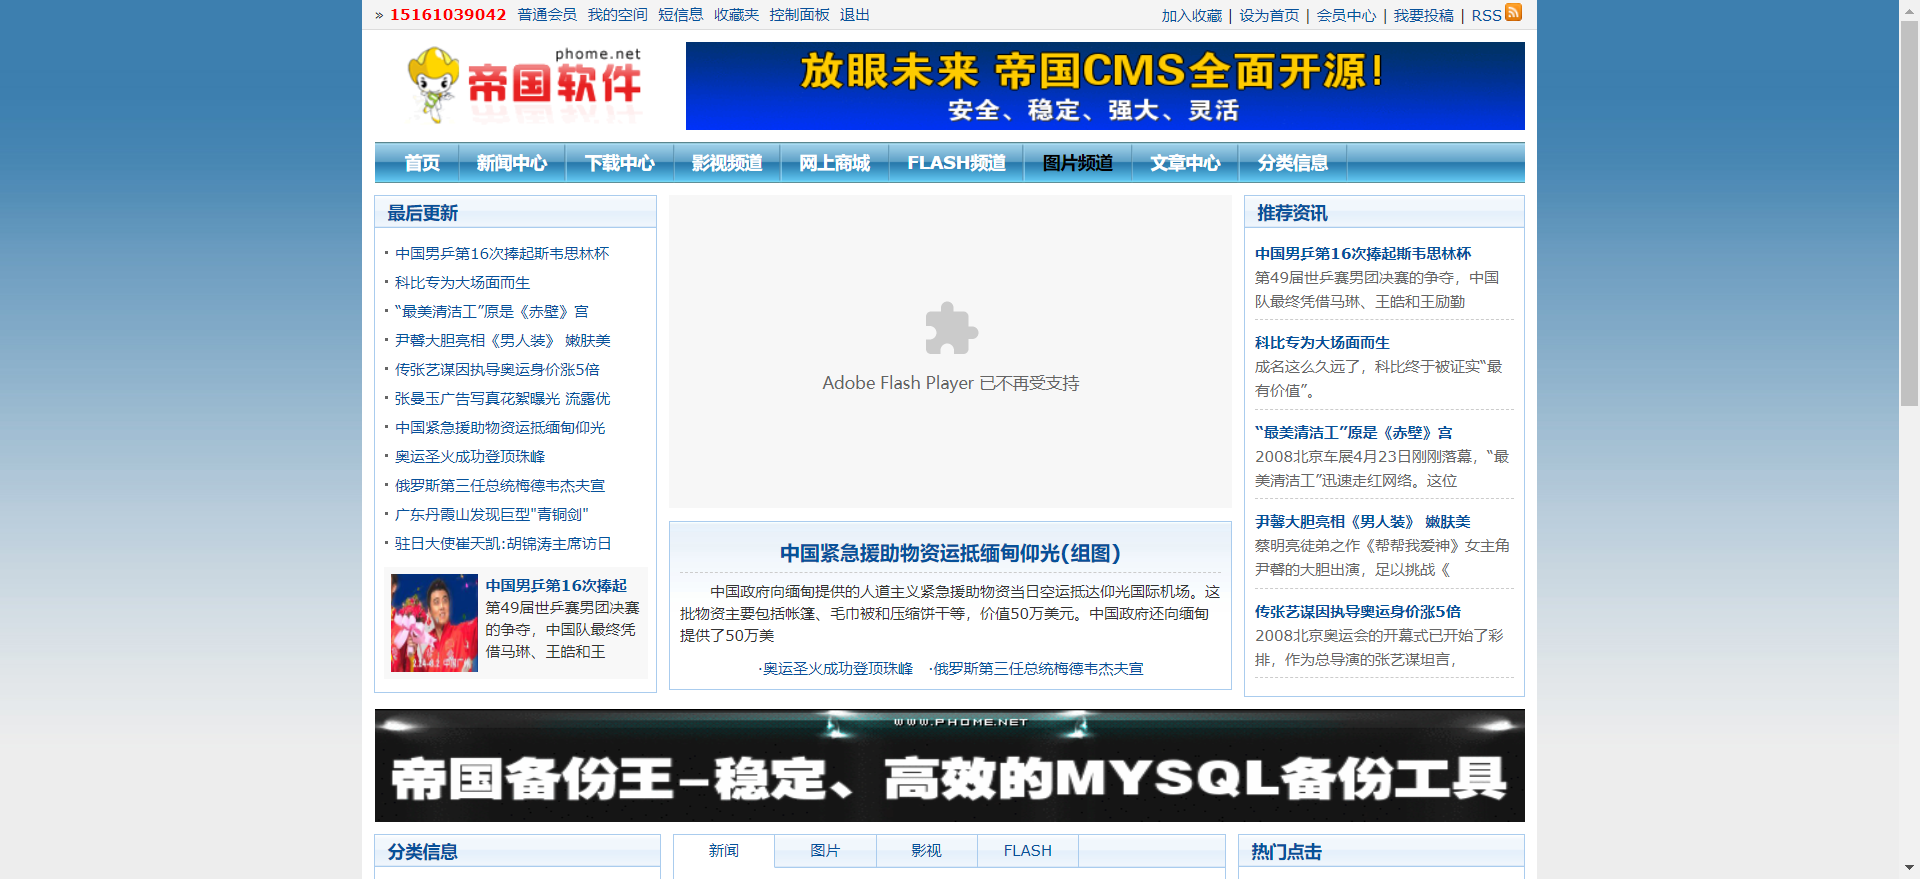 » 15161039042 普通会员 我的空间 短信息 收藏夹 控制面板 退出
加入收藏 | 设为首页 | 会员中心 | 我要投稿 | RSS
phome.net
帝国软件
放眼未来 帝国CMS全面开源！
安全、稳定、强大、灵活
首页 新闻中心 下载中心 影视频道 网上商城 FLASH频道 图片频道 文章中心 分类信息
最后更新
· 中国男乒第16次捧起斯韦思林杯
· 科比专为大场面而生
· “最美清洁工”原是《赤壁》宫
· 尹馨大胆亮相《男人装》 嫩肤美
· 传张艺谋因执导奥运身价涨5倍
· 张曼玉广告写真花絮曝光 流露优
· 中国紧急援助物资运抵缅甸仰光
· 奥运圣火成功登顶珠峰
· 俄罗斯第三任总统梅德韦杰夫宣
· 广东丹霞山发现巨型"青铜剑"
· 驻日大使崔天凯:胡锦涛主席访日
中国男乒第16次捧起
第49届世乒赛男团决赛
的争夺，中国队最终凭
借马琳、王皓和王
Adobe Flash Player 已不再受支持
中国紧急援助物资运抵缅甸仰光(组图)
中国政府向缅甸提供的人道主义紧急援助物资当日空运抵达仰光国际机场。这
批物资主要包括帐篷、毛巾被和压缩饼干等，价值50万美元。中国政府还向缅甸
提供了50万美
·奥运圣火成功登顶珠峰 ·俄罗斯第三任总统梅德韦杰夫宣
推荐资讯
中国男乒第16次捧起斯韦思林杯
第49届世乒赛男团决赛的争夺，中国
队最终凭借马琳、王皓和王励勤
科比专为大场面而生
成名这么久远了，科比终于被证实“最
有价值”。
“最美清洁工”原是《赤壁》宫
2008北京车展4月23日刚刚落幕，“最
美清洁工”迅速走红网络。这位
尹馨大胆亮相《男人装》 嫩肤美
蔡明亮徒弟之作《帮帮我爱神》女主角
尹馨的大胆出演，足以挑战《
传张艺谋因执导奥运身价涨5倍
2008北京奥运会的开幕式已开始了彩
排，作为总导演的张艺谋坦言，
WWW.PHOME.NET
帝国备份王-稳定、高效的MYSQL备份工具
分类信息
新闻 图片 影视 FLASH
热门点击